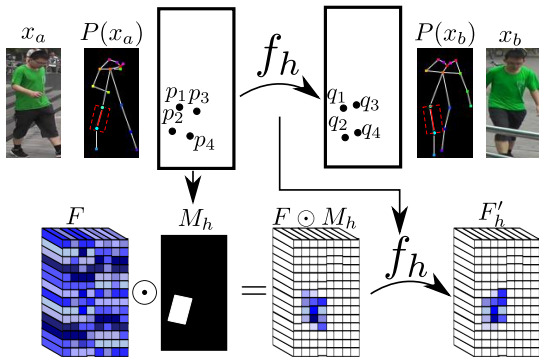 x_a P(x_a) f_h P(x_b) x_b
p_1 p_3 q_1 q_3
p_2 p_4 q_2 q_4
F M_h F ⊙ M_h F'_h
⊙ = f_h